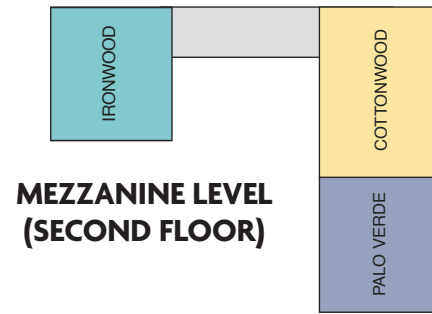 IRONWOOD
COTTONWOOD
MEZZANINE LEVEL
(SECOND FLOOR)
PALO VERDE